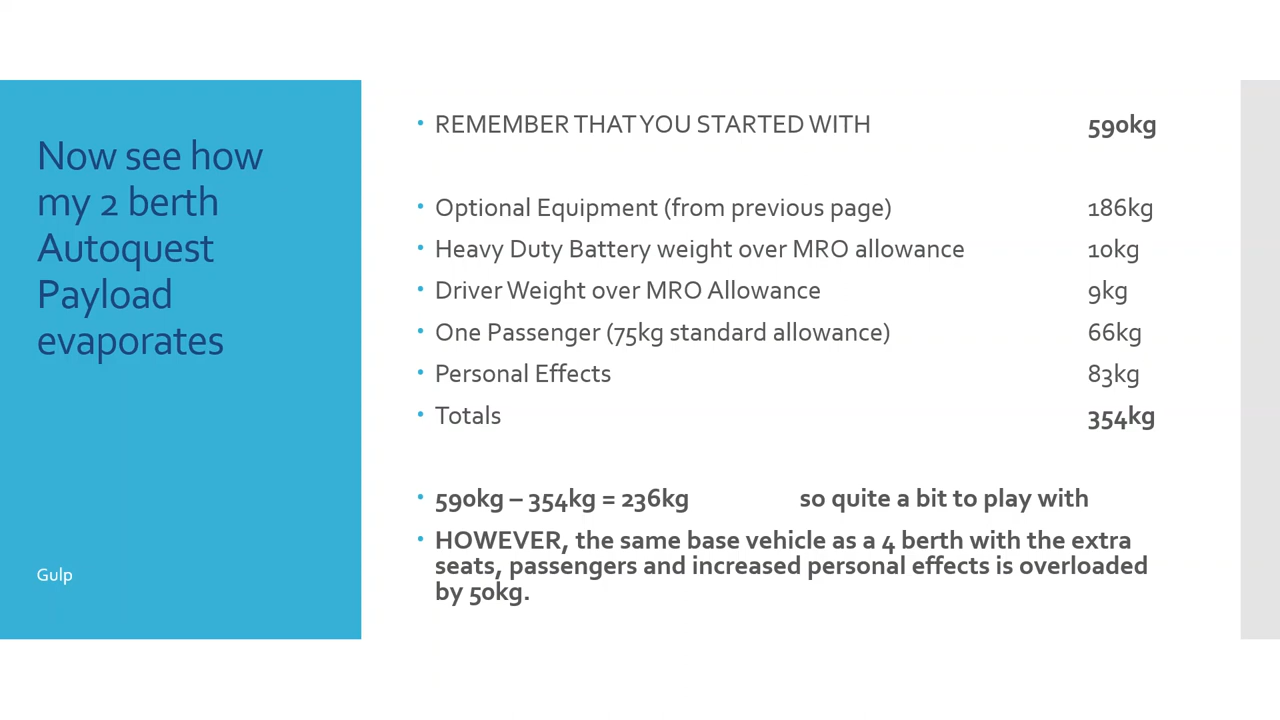 Now see how
my 2 berth
Autoquest
Payload
evaporates
Gulp
• REMEMBER THAT YOU STARTED WITH 590kg
• Optional Equipment (from previous page) 186kg
• Heavy Duty Battery weight over MRO allowance 10kg
• Driver Weight over MRO Allowance 9kg
• One Passenger (75kg standard allowance) 66kg
• Personal Effects 83kg
• Totals 354kg
• 590kg – 354kg = 236kg so quite a bit to play with
• HOWEVER, the same base vehicle as a 4 berth with the extra
seats, passengers and increased personal effects is overloaded
by 50kg.